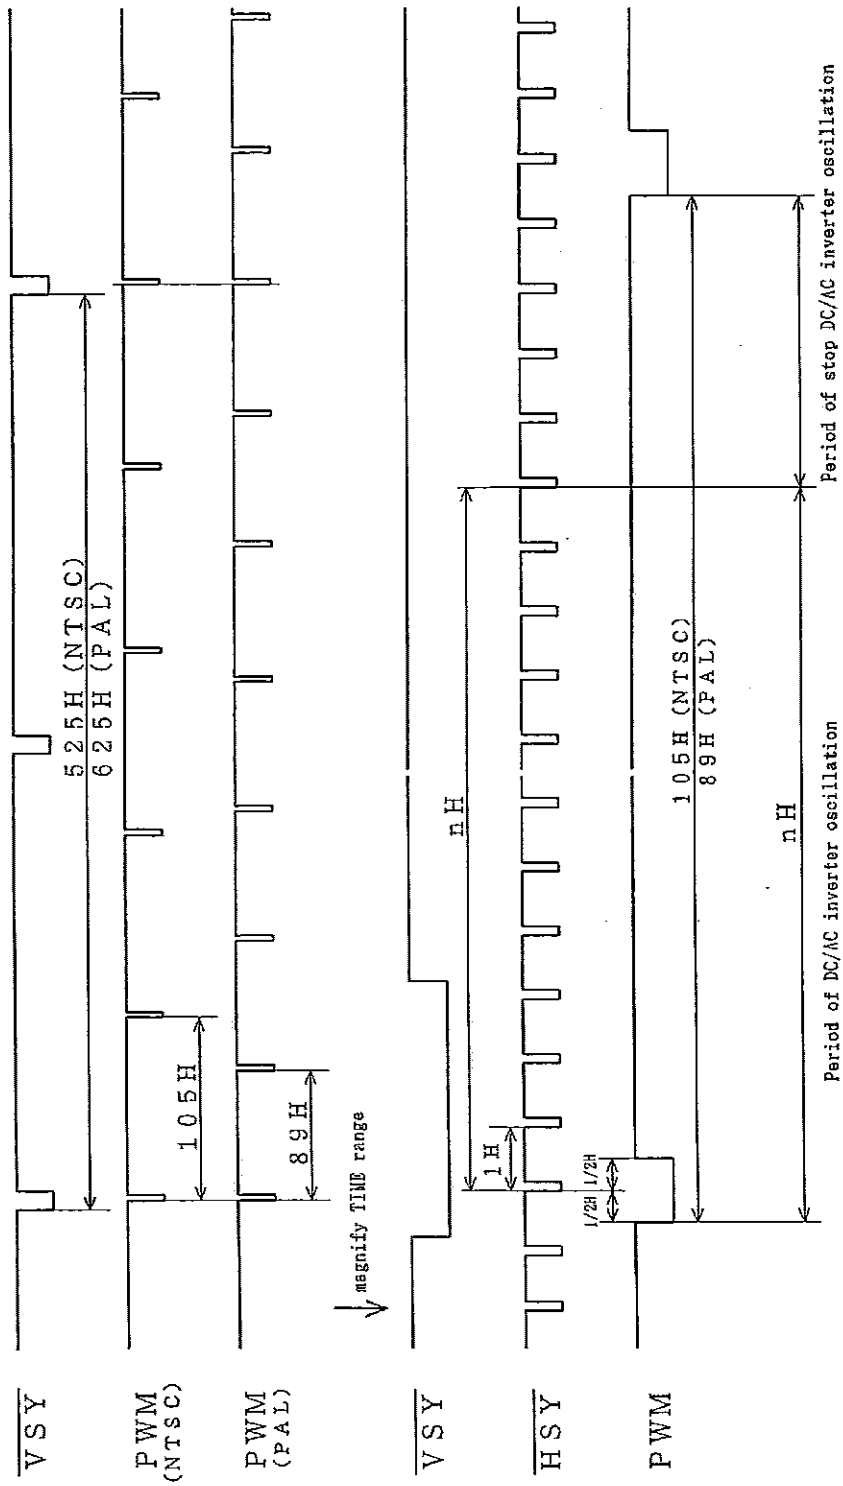 VSY
525H (NTSC)
625H (PAL)
PWM
(NTSC)
105H
PWM
(PAL)
89H
magnify TIME range
VSY
nH
HSY
1H
PWM
1/2H 1/2H
105H (NTSC)
89H (PAL)
nH
Period of DC/AC inverter oscillation
Period of stop DC/AC inverter oscillation